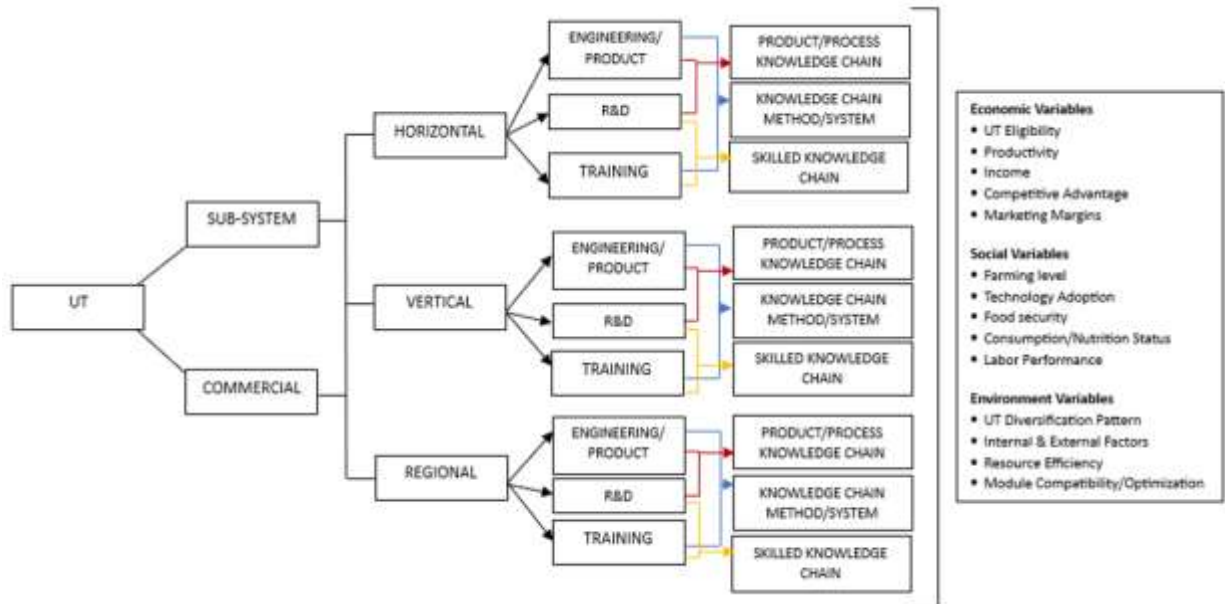 UT
SUB-SYSTEM
COMMERCIAL
HORIZONTAL
VERTICAL
REGIONAL
ENGINEERING/
PRODUCT
R&D
TRAINING
PRODUCT/PROCESS
KNOWLEDGE CHAIN
KNOWLEDGE CHAIN
METHOD/SYSTEM
SKILLED KNOWLEDGE
CHAIN
ENGINEERING/
PRODUCT
R&D
TRAINING
PRODUCT/PROCESS
KNOWLEDGE CHAIN
KNOWLEDGE CHAIN
METHOD/SYSTEM
SKILLED KNOWLEDGE
CHAIN
ENGINEERING/
PRODUCT
R&D
TRAINING
PRODUCT/PROCESS
KNOWLEDGE CHAIN
KNOWLEDGE CHAIN
METHOD/SYSTEM
SKILLED KNOWLEDGE
CHAIN
Economic Variables
• UT Eligibility
• Productivity
• Income
• Competitive Advantage
• Marketing Margins
Social Variables
• Farming level
• Technology Adoption
• Food security
• Consumption/Nutrition Status
• Labor Performance
Environment Variables
• UT Diversification Pattern
• Internal & External Factors
• Resource Efficiency
• Module Compatibility/Optimization